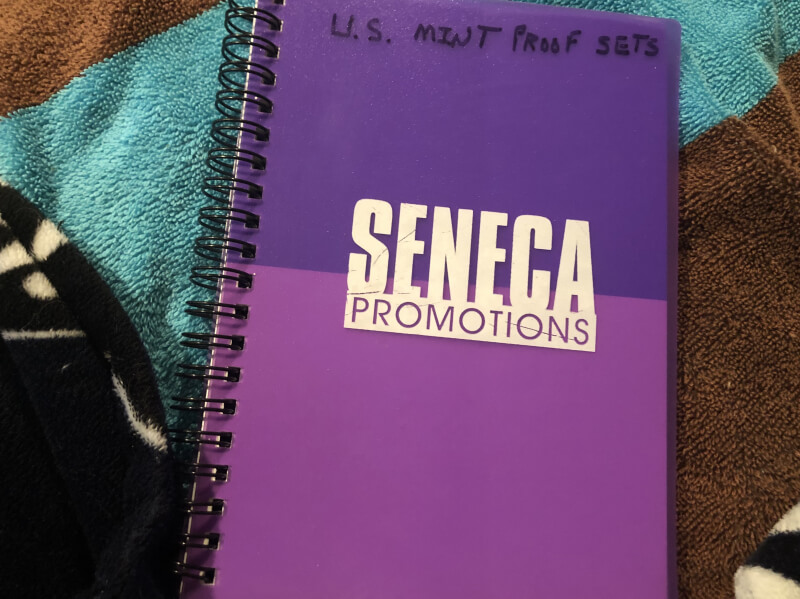 U.S. MINT PROOF SETS
SENECA
PROMOTIONS